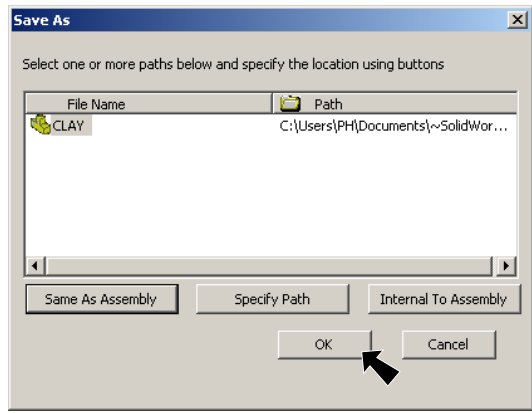 Save As
Select one or more paths below and specify the location using buttons
File Name Path
CLAY C:\Users\PH\Documents\~SolidWor...
Same As Assembly Specify Path Internal To Assembly
OK Cancel